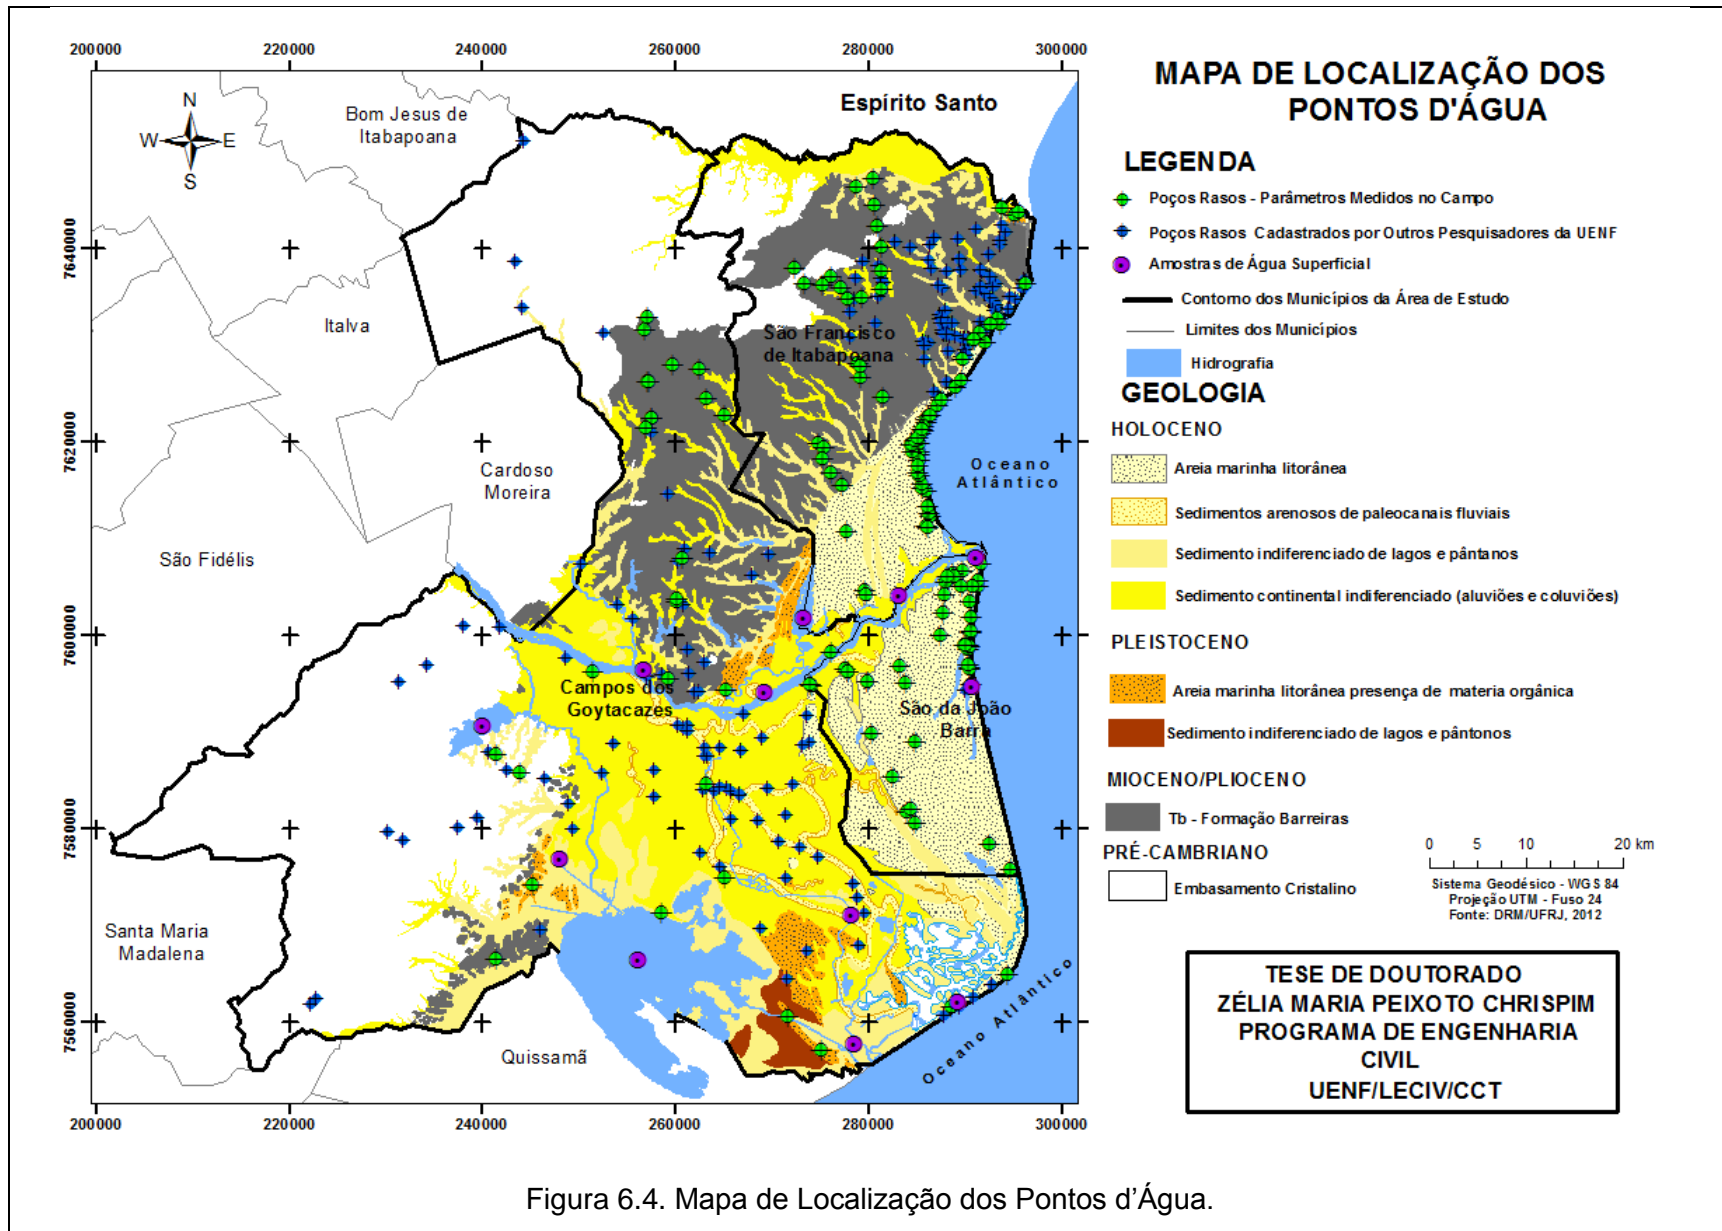 200000 220000 240000 260000 280000 300000
MAPA DE LOCALIZAÇÃO DOS
PONTOS D'ÁGUA
Espírito Santo
Bom Jesus de
Itabapoana
N
W E
S
LEGENDA
Poços Rasos - Parâmetros Medidos no Campo
Poços Rasos Cadastrados por Outros Pesquisadores da UENF
Amostras de Água Superficial
Contorno dos Municípios da Área de Estudo
Limites dos Municípios
Hidrografia
GEOLOGIA
HOLOCENO
Areia marinha litorânea
Sedimentos arenosos de paleocanais fluviais
Sedimento indiferenciado de lagos e pântanos
Sedimento continental indiferenciado (aluviões e coluviões)
PLEISTOCENO
Areia marinha litorânea presença de materia orgânica
Sedimento indiferenciado de lagos e pântonos
MIOCENO/PLIOCENO
Tb - Formação Barreiras
PRÉ-CAMBRIANO
Embasamento Cristalino
0 5 10 20 km
Sistema Geodésico - WGS 84
Projeção UTM - Fuso 24
Fonte: DRM/UFRJ, 2012
TESE DE DOUTORADO
ZÉLIA MARIA PEIXOTO CHRISPIM
PROGRAMA DE ENGENHARIA
CIVIL
UENF/LECIV/CCT
7640000
7620000
7600000
7580000
7560000
7640000
7620000
7600000
7580000
7560000
Italva
São Francisco
de Itabapoana
Cardoso
Moreira
Oceano
Atlântico
São Fidélis
Campos dos
Goytacazes
São da João
Barra
Santa Maria
Madalena
Quissamã
Oceano Atlântico
200000 220000 240000 260000 280000 300000
Figura 6.4. Mapa de Localização dos Pontos d’Água.